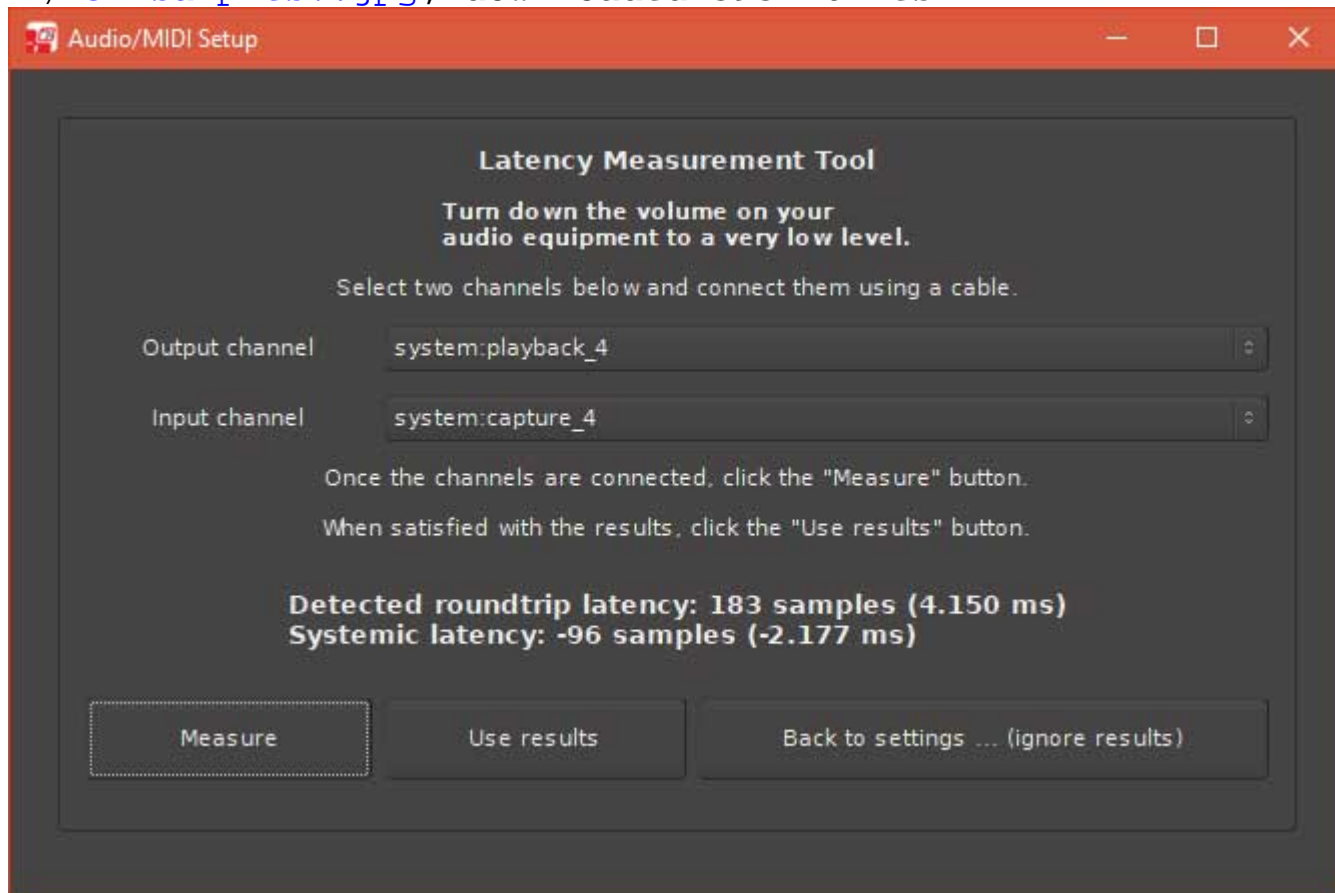 Audio/MIDI Setup
Latency Measurement Tool
Turn down the volume on your
audio equipment to a very low level.
Select two channels below and connect them using a cable.
Output channel system:playback_4
Input channel system:capture_4
Once the channels are connected, click the "Measure" button.
When satisfied with the results, click the "Use results" button.
Detected roundtrip latency: 183 samples (4.150 ms)
Systemic latency: -96 samples (-2.177 ms)
Measure Use results Back to settings ... (ignore results)